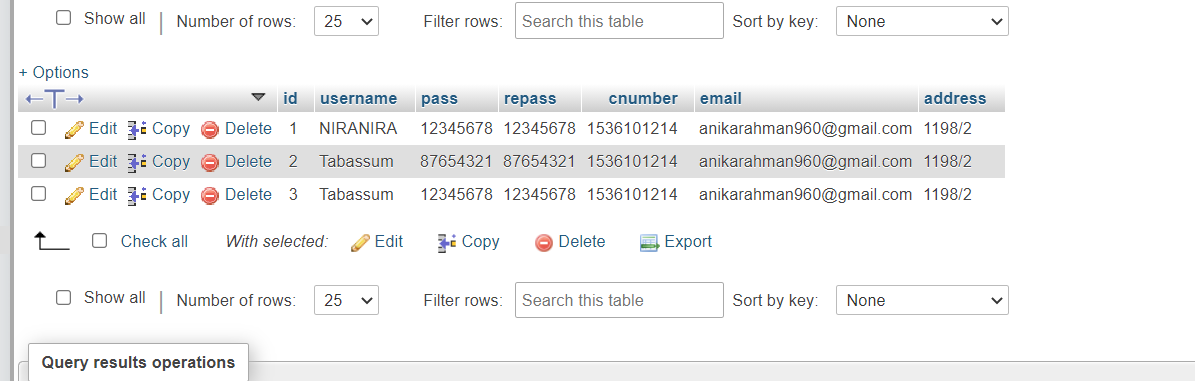 Show all | Number of rows: 25 Filter rows: Search this table Sort by key: None
+ Options
←T→ id username pass repass cnumber email address
Edit Copy Delete 1 NIRANIRA 12345678 12345678 1536101214 anikarahman960@gmail.com 1198/2
Edit Copy Delete 2 Tabassum 87654321 87654321 1536101214 anikarahman960@gmail.com 1198/2
Edit Copy Delete 3 Tabassum 12345678 12345678 1536101214 anikarahman960@gmail.com 1198/2
Check all With selected: Edit Copy Delete Export
Show all | Number of rows: 25 Filter rows: Search this table Sort by key: None
Query results operations